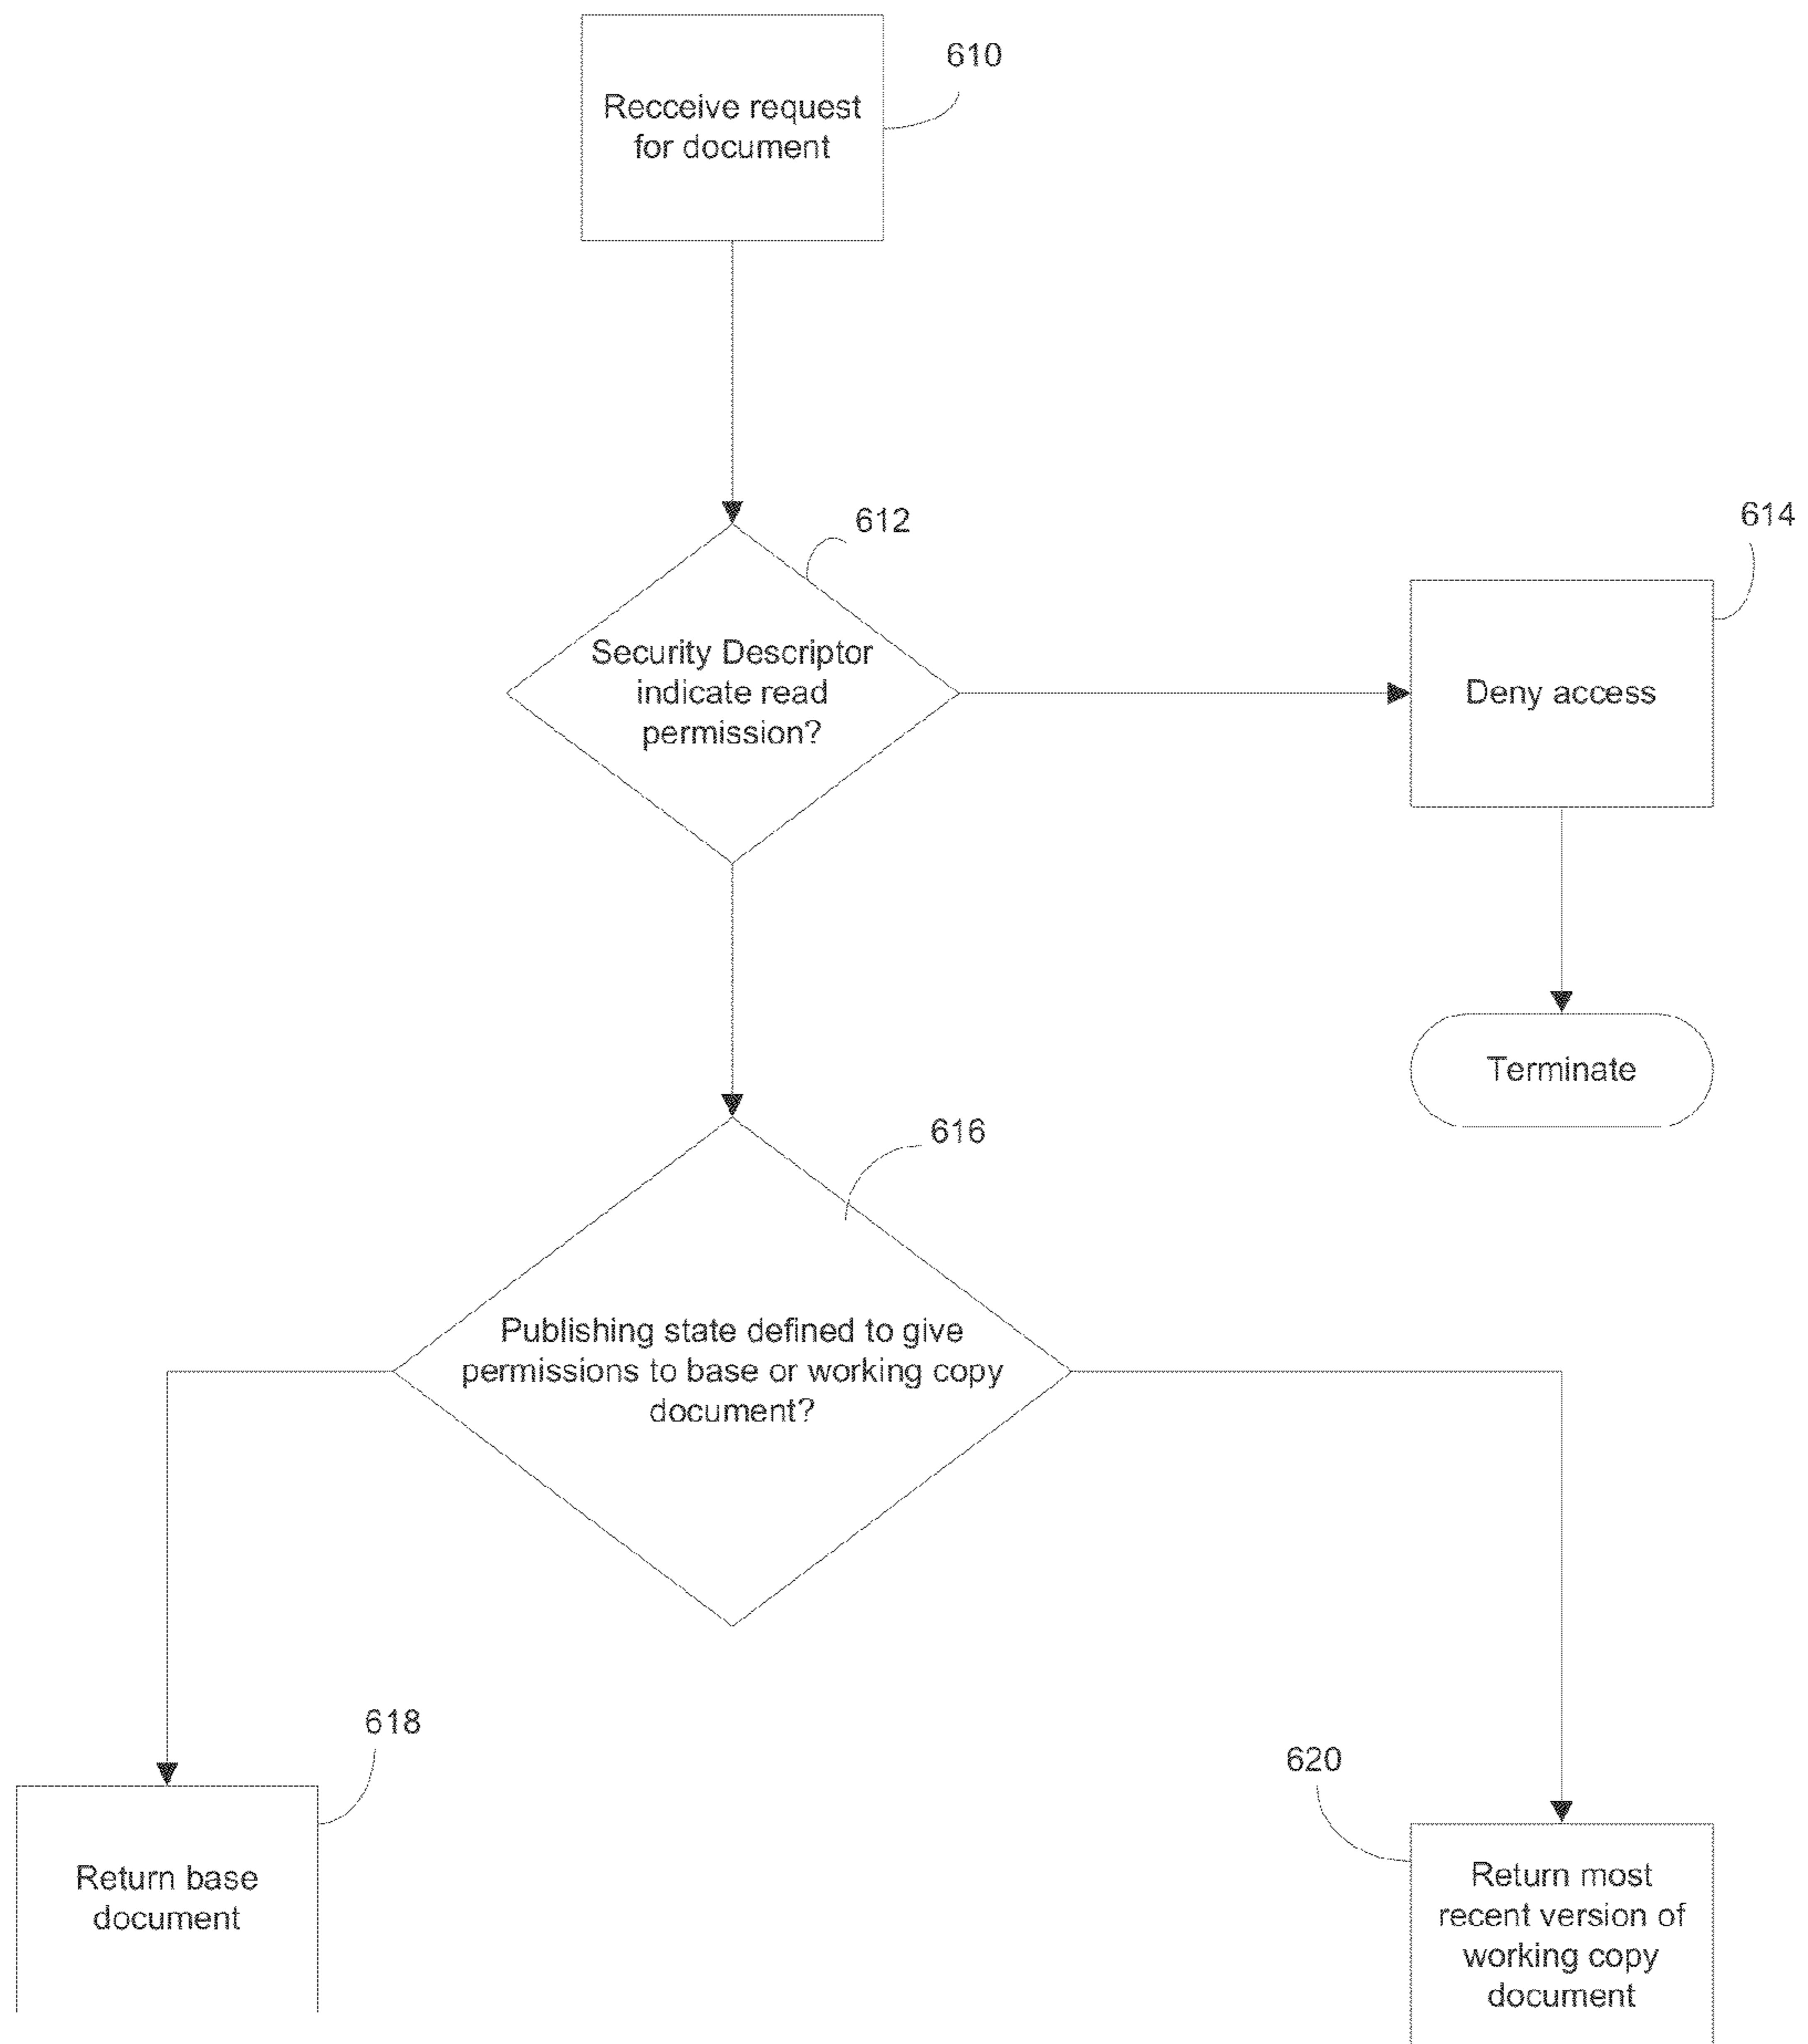 610
Recceive request
for document
612
614
Security Descriptor
indicate read
permission?
Deny access
Terminate
616
Publishing state defined to give
permissions to base or working copy
document?
618
620
Return base
document
Return most
recent version of
working copy
document